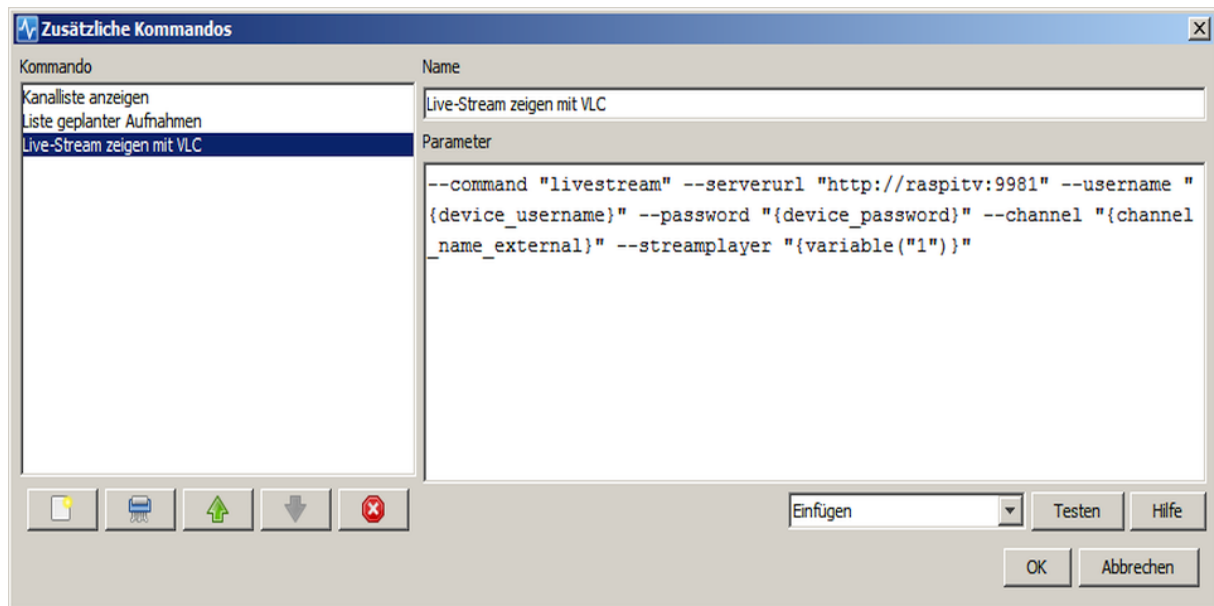 Zusätzliche Kommandos
Kommando
Kanalliste anzeigen
Liste geplanter Aufnahmen
Live-Stream zeigen mit VLC
Name
Live-Stream zeigen mit VLC
Parameter
--command "livestream" --serverurl "http://raspitv:9981" --username "
{device_username}" --password "{device_password}" --channel "{channel
_name_external}" --streamplayer "{variable("1")}"
Einfügen
Testen
Hilfe
OK
Abbrechen